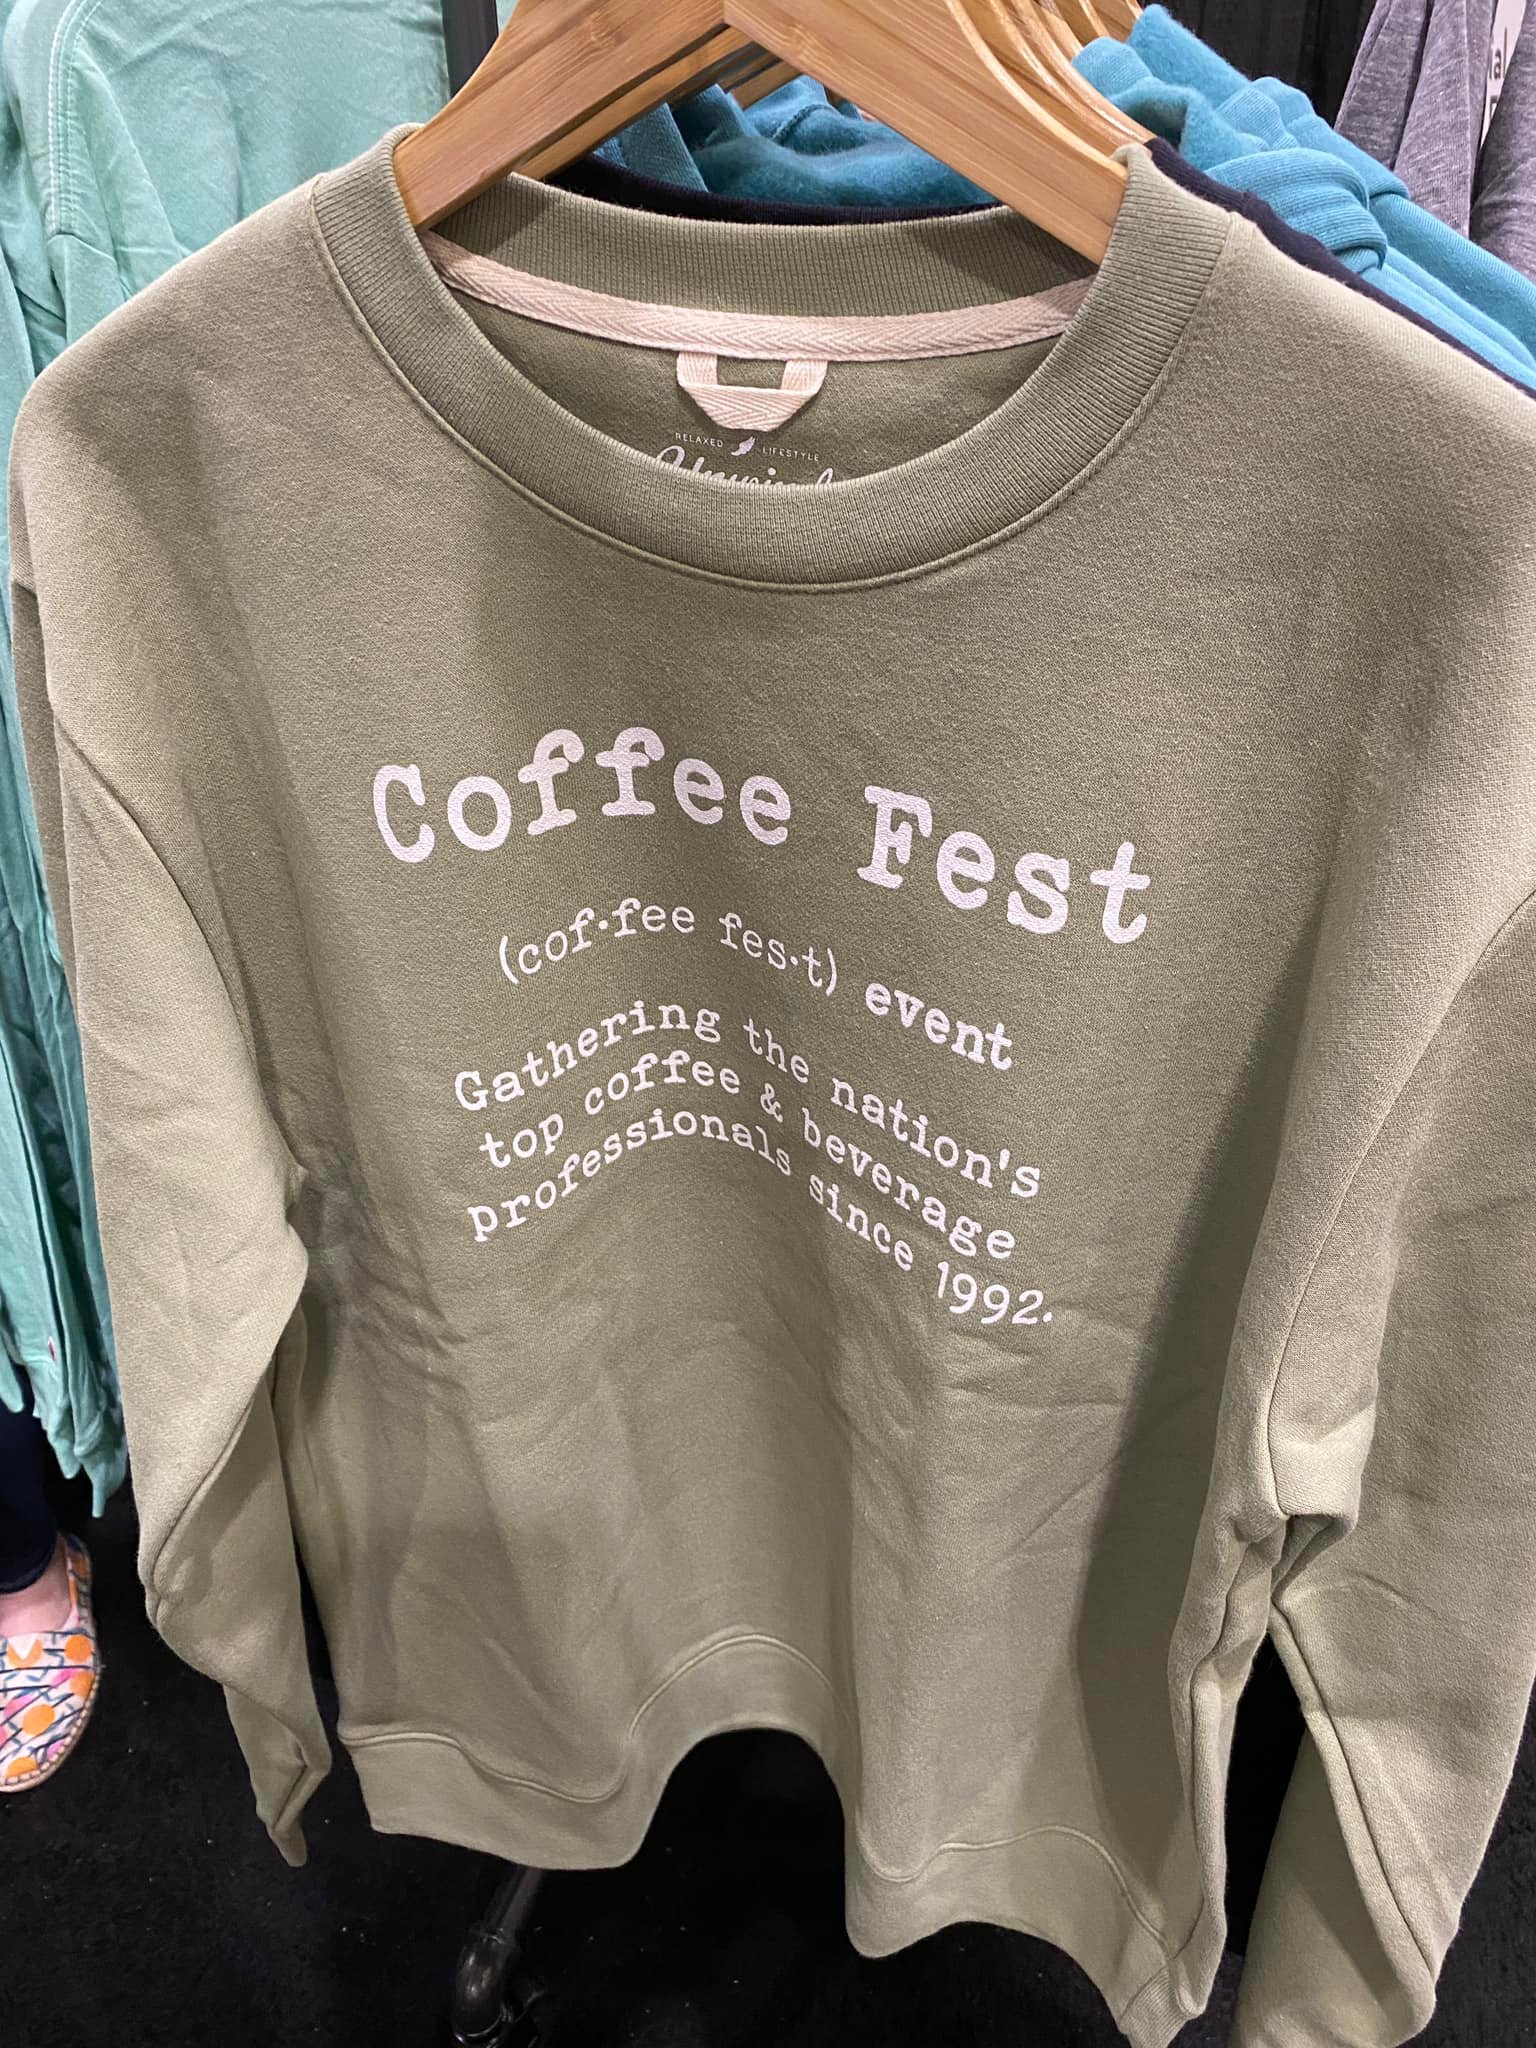 RELAXED LIFESTYLE
Coffee Fest
(cof·fee fes·t) event
Gathering the nation's
top coffee & beverage
professionals since 1992.